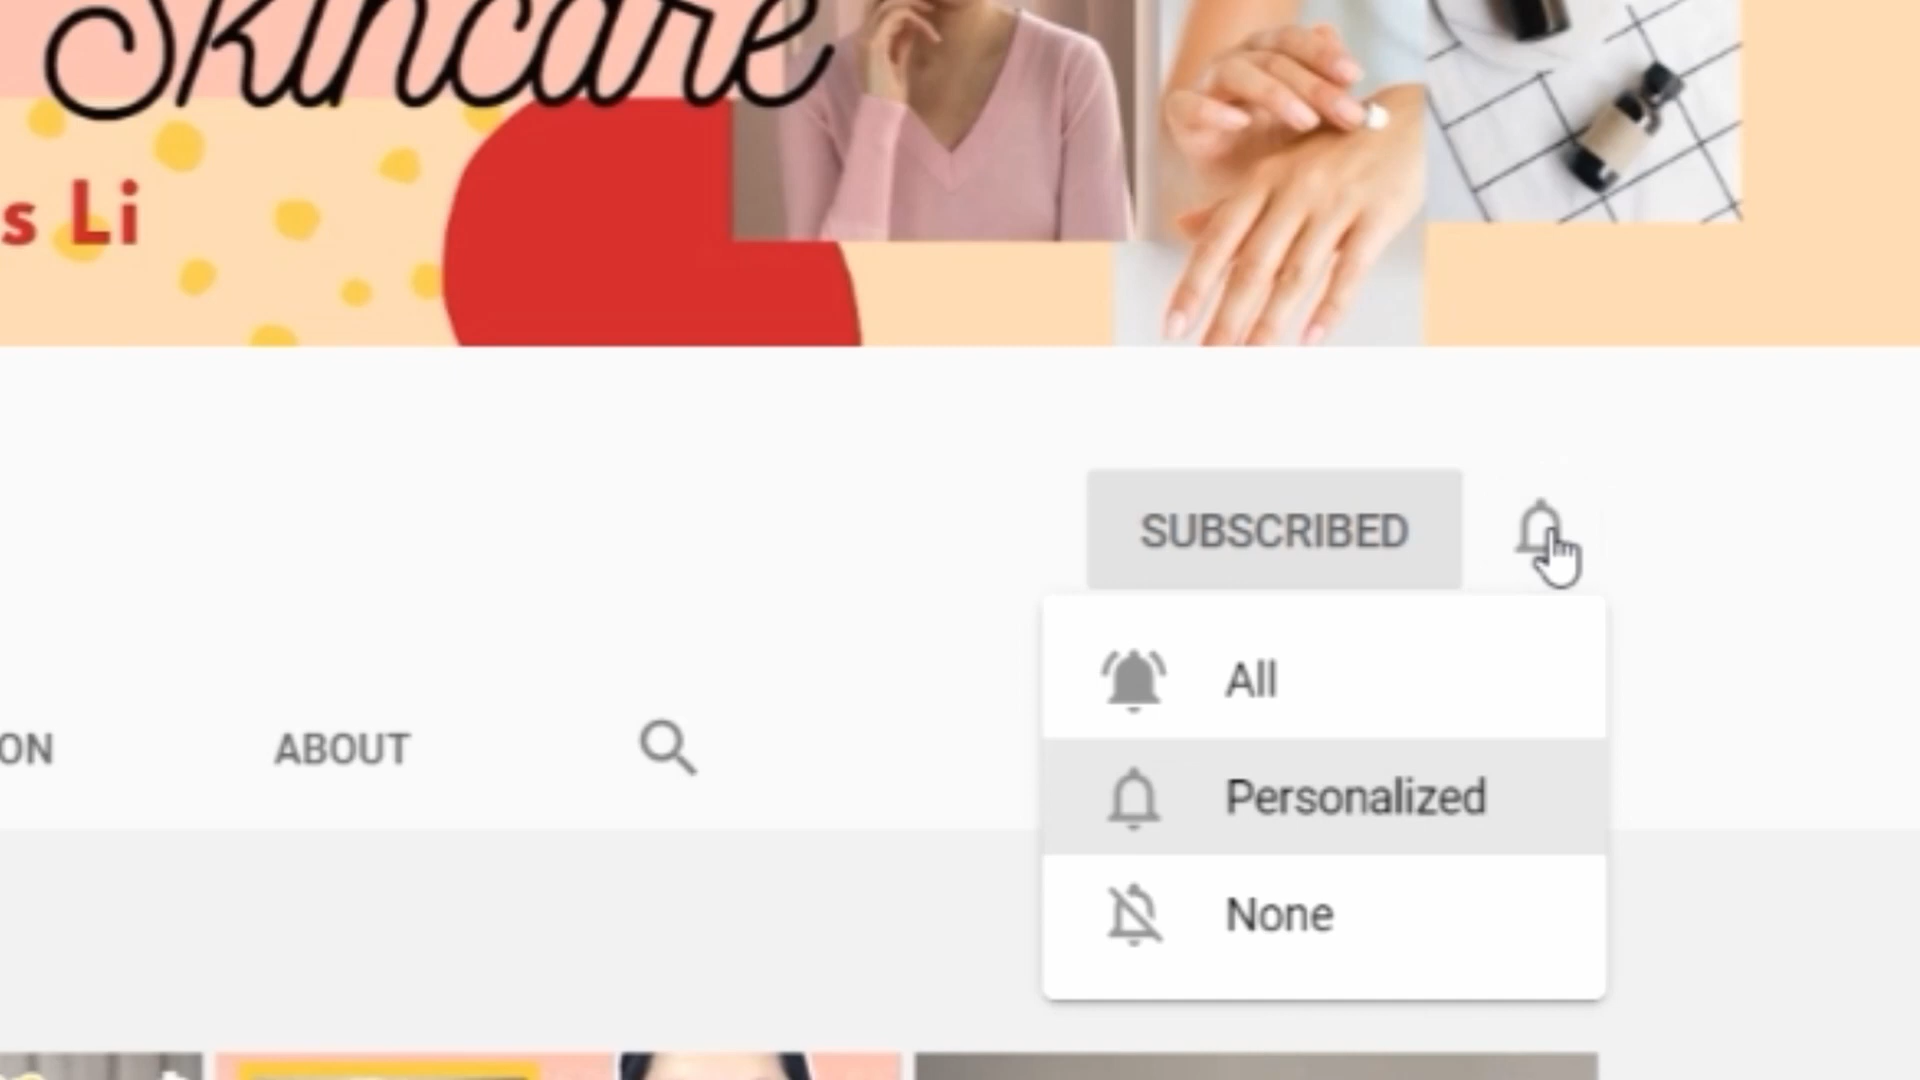 Skincare
s Li
SUBSCRIBED
All
ON
ABOUT
Personalized
None